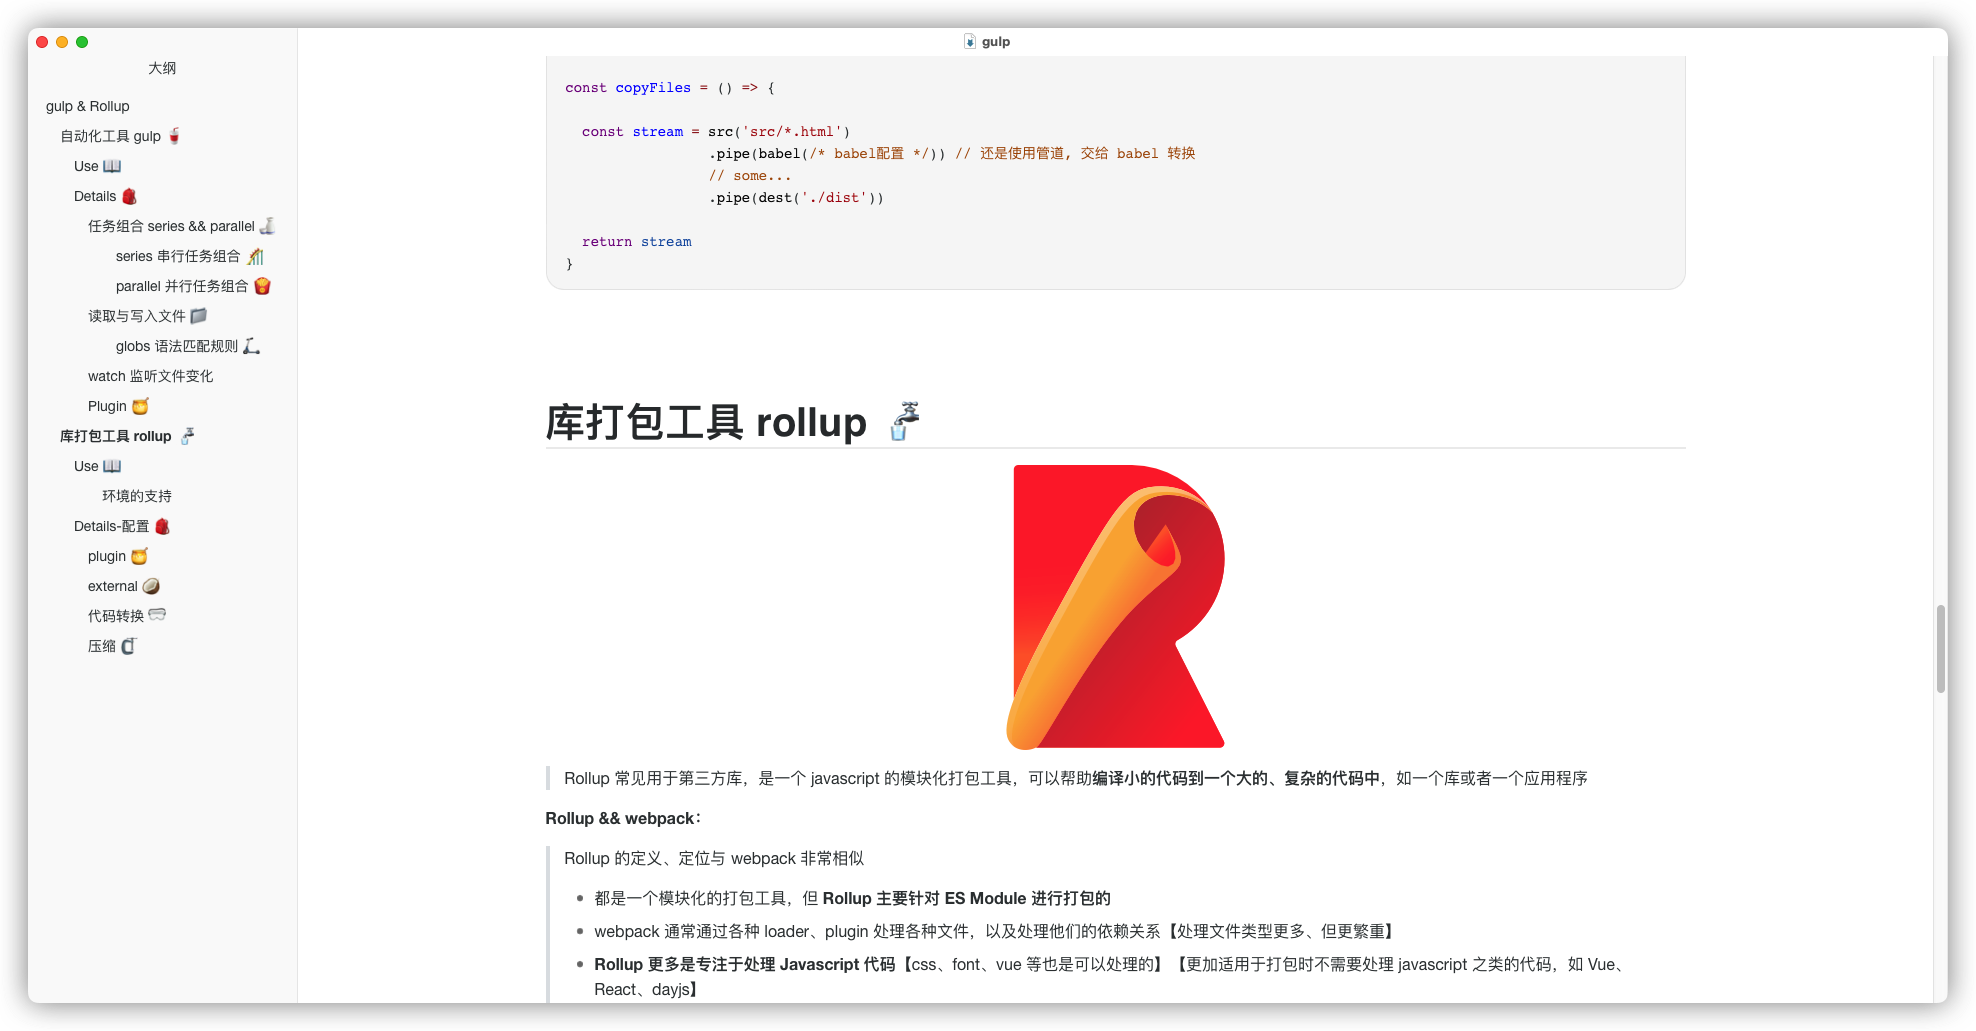 gulp
大纲
gulp & Rollup
自动化工具 gulp 🥤
Use 📖
Details 🎒
任务组合 series && parallel ⛸
series 串行任务组合 🎢
parallel 并行任务组合 🍟
读取与写入文件 📁
globs 语法匹配规则 🛴
watch 监听文件变化
Plugin 🍯
库打包工具 rollup 🚰
Use 📖
环境的支持
Details-配置 🎒
plugin 🍯
external 🥥
代码转换 🥽
压缩 🗜
const copyFiles = () => {
const stream = src('src/*.html')
.pipe(babel(/* babel配置 */)) // 还是使用管道, 交给 babel 转换
// some...
.pipe(dest('./dist'))
return stream
}
库打包工具 rollup 🚰
Rollup 常见用于第三方库，是一个 javascript 的模块化打包工具，可以帮助编译小的代码到一个大的、复杂的代码中，如一个库或者一个应用程序
Rollup && webpack：
Rollup 的定义、定位与 webpack 非常相似
• 都是一个模块化的打包工具，但 Rollup 主要针对 ES Module 进行打包的
• webpack 通常通过各种 loader、plugin 处理各种文件，以及处理他们的依赖关系【处理文件类型更多、但更繁重】
• Rollup 更多是专注于处理 Javascript 代码【css、font、vue 等也是可以处理的】【更加适用于打包时不需要处理 javascript 之类的代码，如 Vue、
React、dayjs】